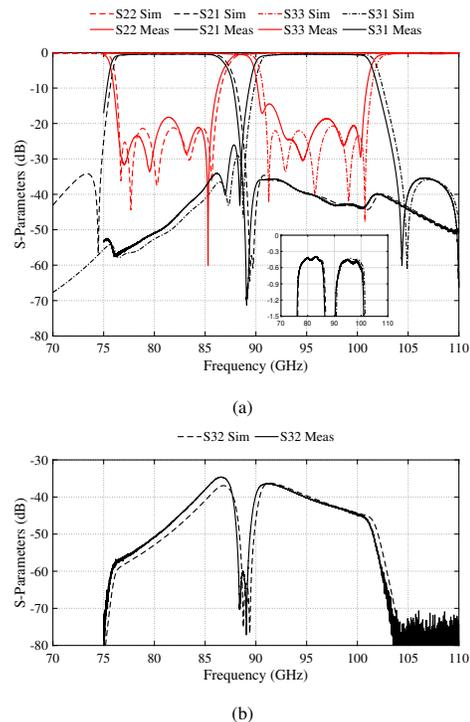 S22 Sim S21 Sim S33 Sim S31 Sim
S22 Meas S21 Meas S33 Meas S31 Meas
0
-10
-20
-30
-40
-50
-60
-70
-80
S-Parameters (dB)
0
-0.3
-0.6
-0.9
-1.2
-1.5
70 80 90 100 110
70 75 80 85 90 95 100 105 110
Frequency (GHz)
(a)
S32 Sim S32 Meas
-30
-40
-50
-60
-70
-80
S-Parameters (dB)
70 75 80 85 90 95 100 105 110
Frequency (GHz)
(b)